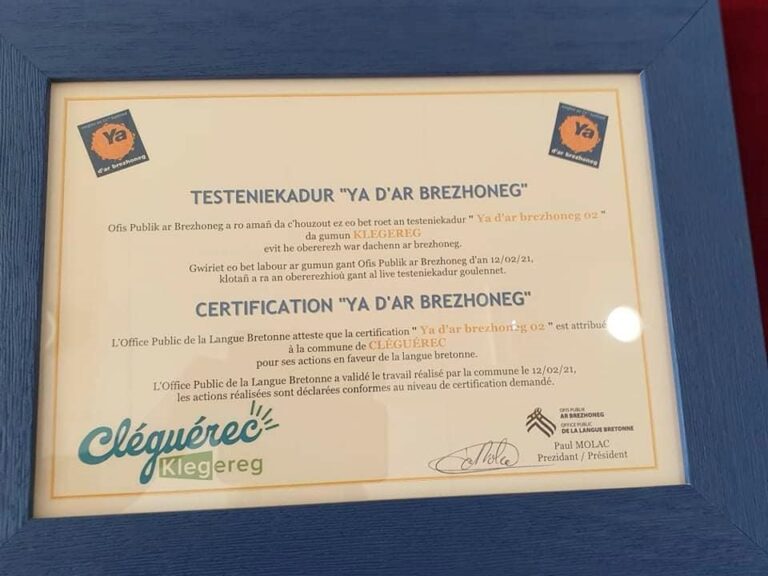 Ya
d'ar brezhoneg
Ya
d'ar brezhoneg
TESTENIEKADUR "YA D'AR BREZHONEG"
Ofis Publik ar Brezhoneg a ro amañ da c'houzout ez eo bet roet an testeniekadur " Ya d'ar brezhoneg 02 "
da gumun KLEGEREG
evit he obererezh war dachenn ar brezhoneg.
Gwiriet eo bet labour ar gumun gant Ofis Publik ar Brezhoneg d'an 12/02/21,
klotañ a ra an obererezhioù gant al live testeniekadur goulennet.
CERTIFICATION "YA D'AR BREZHONEG"
L'Office Public de la Langue Bretonne atteste que la certification " Ya d'ar brezhoneg 02 " est attribué
à la commune de CLÉGUÉREC
pour ses actions en faveur de la langue bretonne.
L'Office Public de la Langue Bretonne a validé le travail réalisé par la commune le 12/02/21,
les actions réalisées sont déclarées conformes au niveau de certification demandé.
Cléguérec
Klegereg
OFIS PUBLIK
AR BREZHONEG
OFFICE PUBLIC
DE LA LANGUE BRETONNE
Paul MOLAC
Prezidant / Président